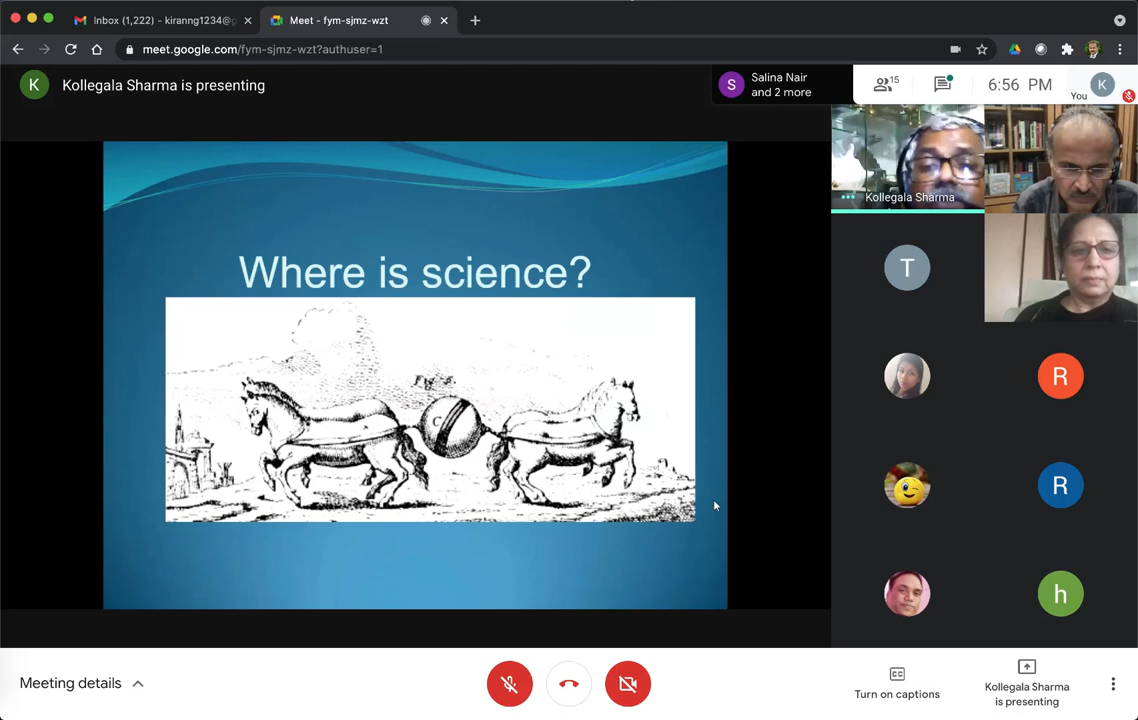 Inbox (1,222) - kiranng1234@g
Meet - fym-sjmz-wzt
meet.google.com/fym-sjmz-wzt?authuser=1
K
Kollegala Sharma is presenting
S
Salina Nair
and 2 more
15
6:56 PM
You
K
Kollegala Sharma
Where is science?
C
T
R
R
h
Meeting details
CC
Turn on captions
Kollegala Sharma
is presenting